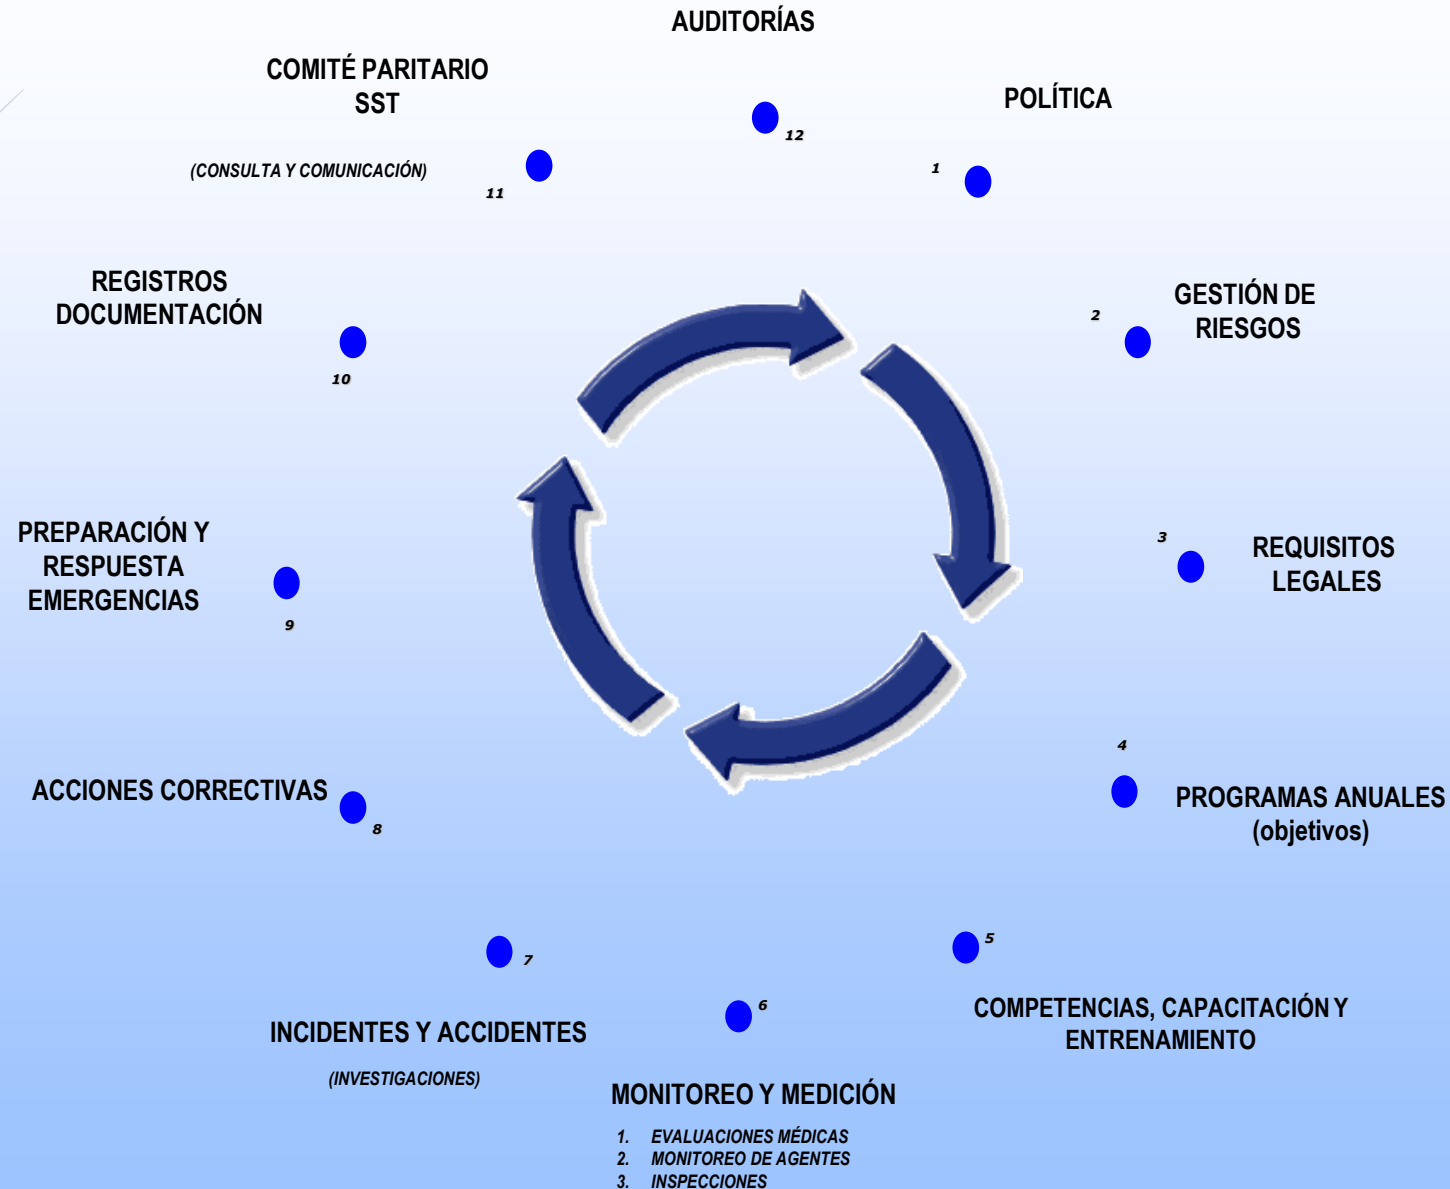 AUDITORÍAS
12
POLÍTICA
1
GESTIÓN DE
RIESGOS
2
REQUISITOS
LEGALES
3
PROGRAMAS ANUALES
(objetivos)
4
COMPETENCIAS, CAPACITACIÓN Y
ENTRENAMIENTO
5
MONITOREO Y MEDICIÓN
1. EVALUACIONES MÉDICAS
2. MONITOREO DE AGENTES
3. INSPECCIONES
6
INCIDENTES Y ACCIDENTES
(INVESTIGACIONES)
7
ACCIONES CORRECTIVAS
8
PREPARACIÓN Y
RESPUESTA
EMERGENCIAS
9
REGISTROS
DOCUMENTACIÓN
10
COMITÉ PARITARIO
SST
(CONSULTA Y COMUNICACIÓN)
11